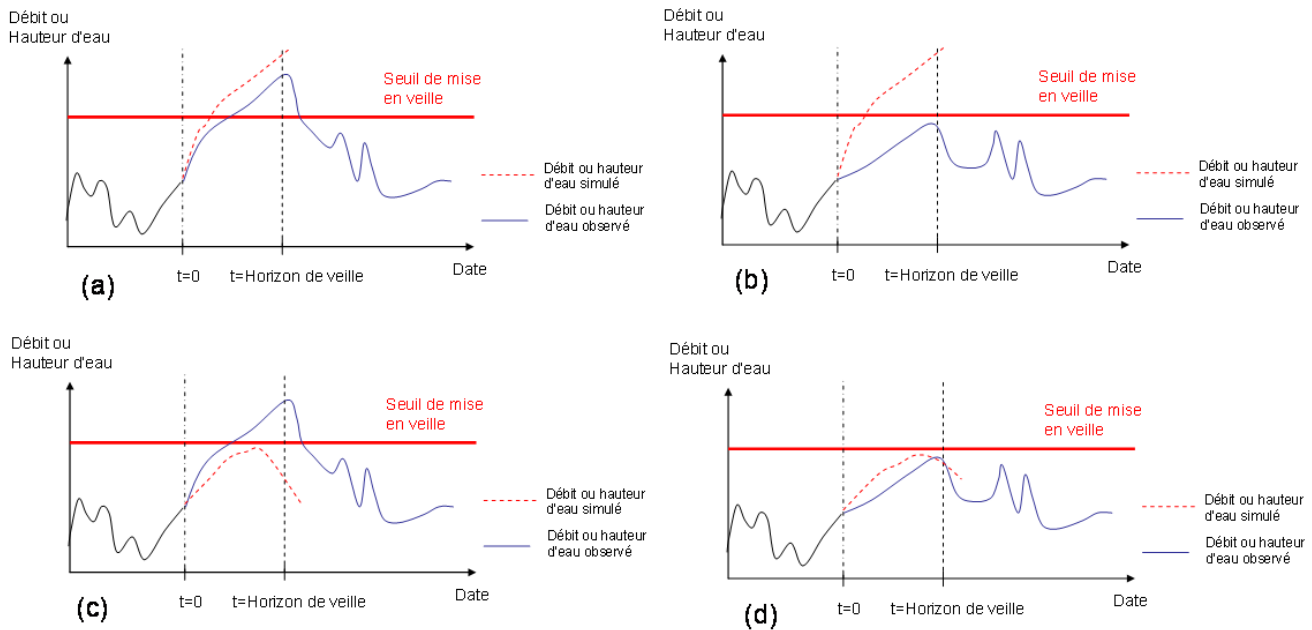 Débit ou
Hauteur d'eau
Seuil de mise
en veille
Débit ou hauteur
d'eau simulé
Débit ou hauteur
d'eau observé
Date
t=0
t=Horizon de veille
(a)
Débit ou
Hauteur d'eau
Seuil de mise
en veille
Débit ou hauteur
d'eau simulé
Débit ou hauteur
d'eau observé
Date
t=0
t=Horizon de veille
(b)
Débit ou
Hauteur d'eau
Seuil de mise
en veille
Débit ou hauteur
d'eau simulé
Débit ou hauteur
d'eau observé
Date
t=0
t=Horizon de veille
(c)
Débit ou
Hauteur d'eau
Seuil de mise
en veille
Débit ou hauteur
d'eau simulé
Débit ou hauteur
d'eau observé
Date
t=0
t=Horizon de veille
(d)